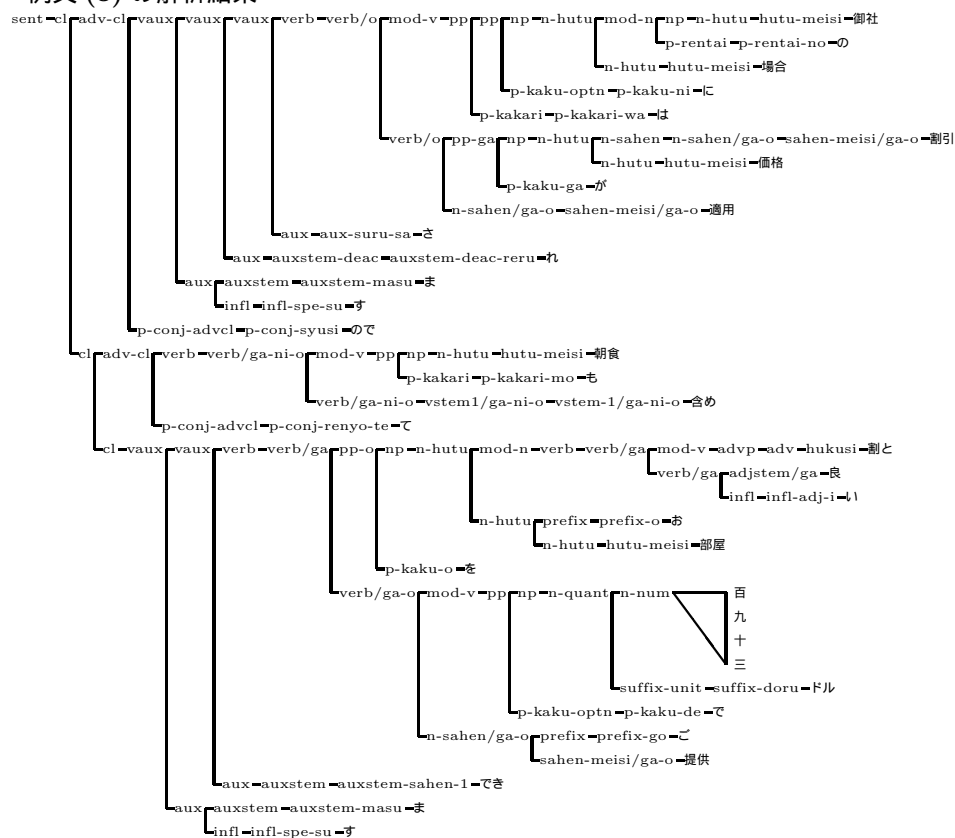 sent cl adv-cl vaux vaux vaux verb verb/o mod-v pp pp np n-hutu mod-n np n-hutu hutu-meisi 御社
p-rentai p-rentai-no の
n-hutu hutu-meisi 場合
p-kaku-optn p-kaku-ni に
p-kakari p-kakari-wa は
verb/o pp-ga np n-hutu n-sahen n-sahen/ga-o sahen-meisi/ga-o 割引
n-hutu hutu-meisi 価格
p-kaku-ga が
n-sahen/ga-o sahen-meisi/ga-o 適用
aux aux-suru-sa さ
aux auxstem-deac auxstem-deac-reru れ
aux auxstem auxstem-masu ま
infl infl-spe-su す
p-conj-advcl p-conj-syusi ので
cl adv-cl verb verb/ga-ni-o mod-v pp np n-hutu hutu-meisi 朝食
p-kakari p-kakari-mo も
verb/ga-ni-o vstem1/ga-ni-o vstem-1/ga-ni-o 含め
p-conj-advcl p-conj-renyo-te て
cl vaux vaux verb verb/ga pp-o np n-hutu mod-n verb verb/ga mod-v advp adv hukusi 割と
verb/ga adjstem/ga 良
infl infl-adj-i い
n-hutu prefix prefix-o お
n-hutu hutu-meisi 部屋
p-kaku-o を
verb/ga-o mod-v pp np n-quant n-num 百
九
十
三
suffix-unit suffix-doru ドル
p-kaku-optn p-kaku-de で
n-sahen/ga-o prefix prefix-go ご
sahen-meisi/ga-o 提供
aux auxstem auxstem-sahen-1 でき
aux auxstem auxstem-masu ま
infl infl-spe-su す